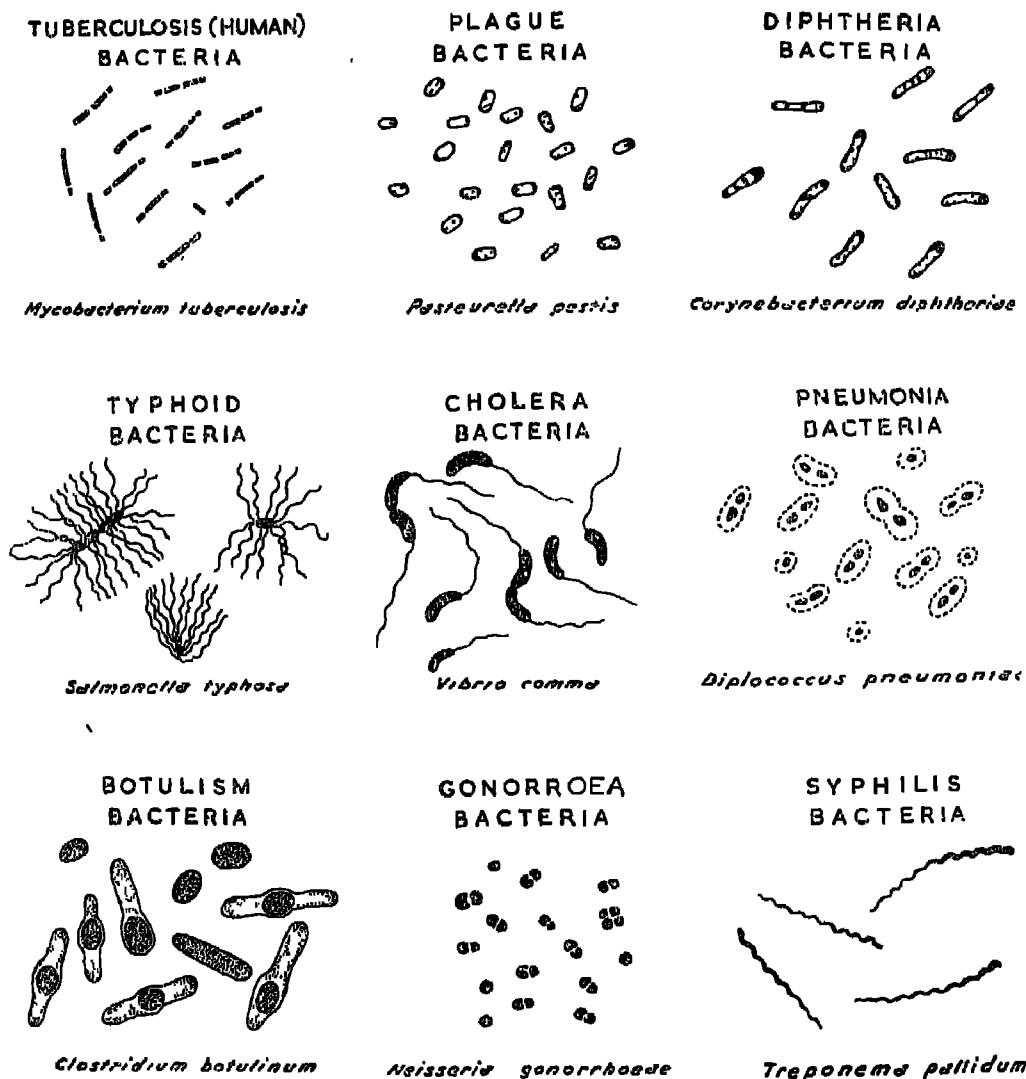 TUBERCULOSIS (HUMAN)
BACTERIA
Mycobacterium tuberculosis
PLAGUE
BACTERIA
Pasteurella pestis
DIPHTHERIA
BACTERIA
Corynebacterium diphtheriae
TYPHOID
BACTERIA
Salmonella typhosa
CHOLERA
BACTERIA
Vibrio comma
PNEUMONIA
BACTERIA
Diplococcus pneumoniae
BOTULISM
BACTERIA
Clostridium botulinum
GONORROEA
BACTERIA
Neisseria gonorrhoeae
SYPHILIS
BACTERIA
Treponema pallidum